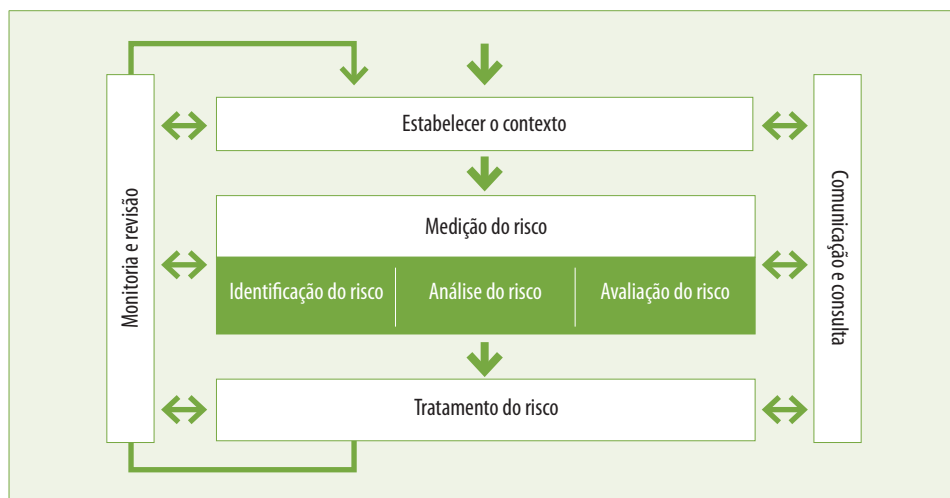 Estabelecer o contexto
Monitoria e revisão
Medição do risco
Identificação do risco
Análise do risco
Avaliação do risco
Comunicação e consulta
Tratamento do risco